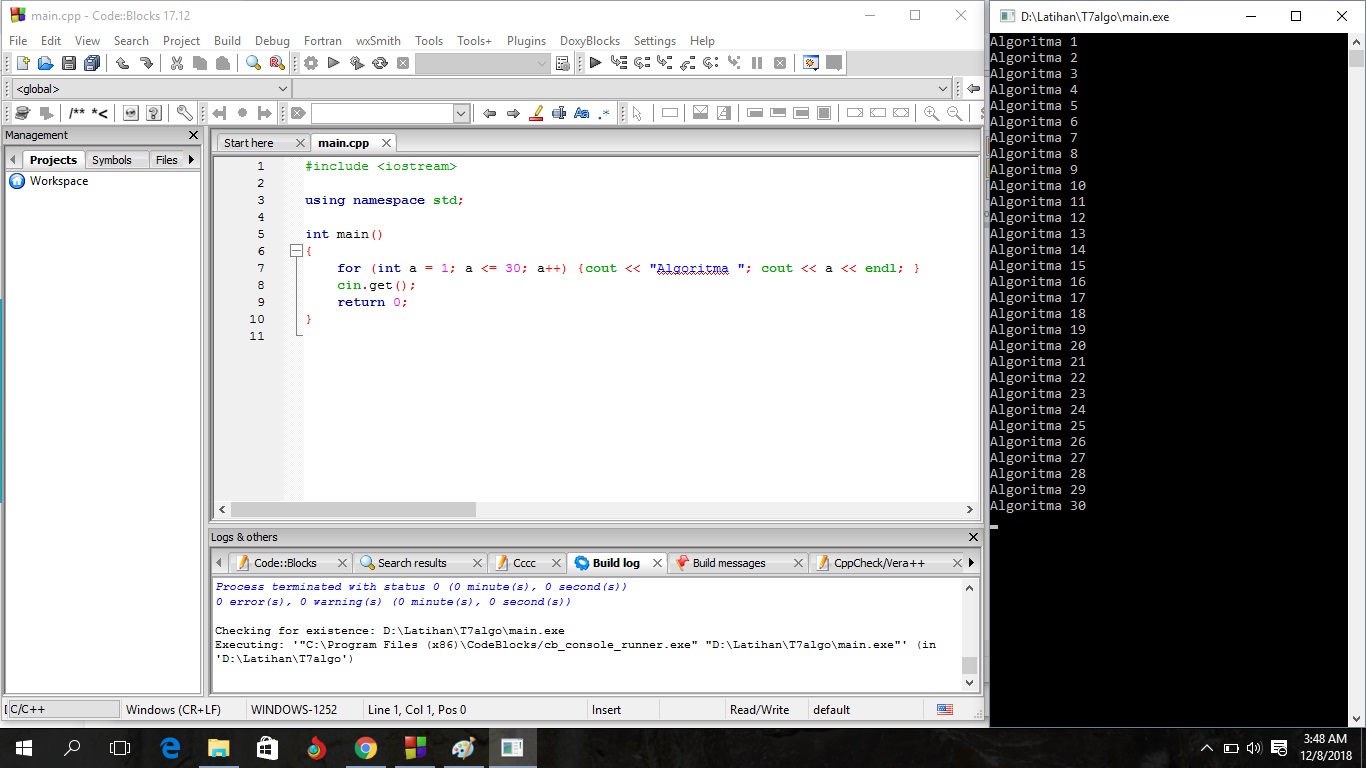 main.cpp - Code::Blocks 17.12
File Edit View Search Project Build Debug Fortran wxSmith Tools Tools+ Plugins DoxyBlocks Settings Help
<global>
/** *<
Aa .*
Management
Projects Symbols Files
Workspace
Start here main.cpp
1 #include <iostream>
2
3 using namespace std;
4
5 int main()
6 {
7 for (int a = 1; a <= 30; a++) {cout << "Algoritma "; cout << a << endl; }
8 cin.get();
9 return 0;
10 }
11
Logs & others
Code::Blocks Search results Cccc Build log Build messages CppCheck/Vera++
Process terminated with status 0 (0 minute(s), 0 second(s))
0 error(s), 0 warning(s) (0 minute(s), 0 second(s))
Checking for existence: D:\Latihan\T7algo\main.exe
Executing: '"C:\Program Files (x86)\CodeBlocks/cb_console_runner.exe" "D:\Latihan\T7algo\main.exe"' (in
'D:\Latihan\T7algo')
C/C++ Windows (CR+LF) WINDOWS-1252 Line 1, Col 1, Pos 0 Insert Read/Write default
D:\Latihan\T7algo\main.exe
Algoritma 1
Algoritma 2
Algoritma 3
Algoritma 4
Algoritma 5
Algoritma 6
Algoritma 7
Algoritma 8
Algoritma 9
Algoritma 10
Algoritma 11
Algoritma 12
Algoritma 13
Algoritma 14
Algoritma 15
Algoritma 16
Algoritma 17
Algoritma 18
Algoritma 19
Algoritma 20
Algoritma 21
Algoritma 22
Algoritma 23
Algoritma 24
Algoritma 25
Algoritma 26
Algoritma 27
Algoritma 28
Algoritma 29
Algoritma 30
3:48 AM
12/8/2018